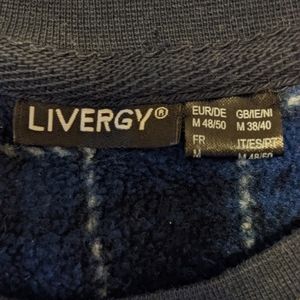 LIVERGY®
EUR/DE GB/IE/NI
M 48/50 M 38/40
FR IT/ES/PT
M M 48/50